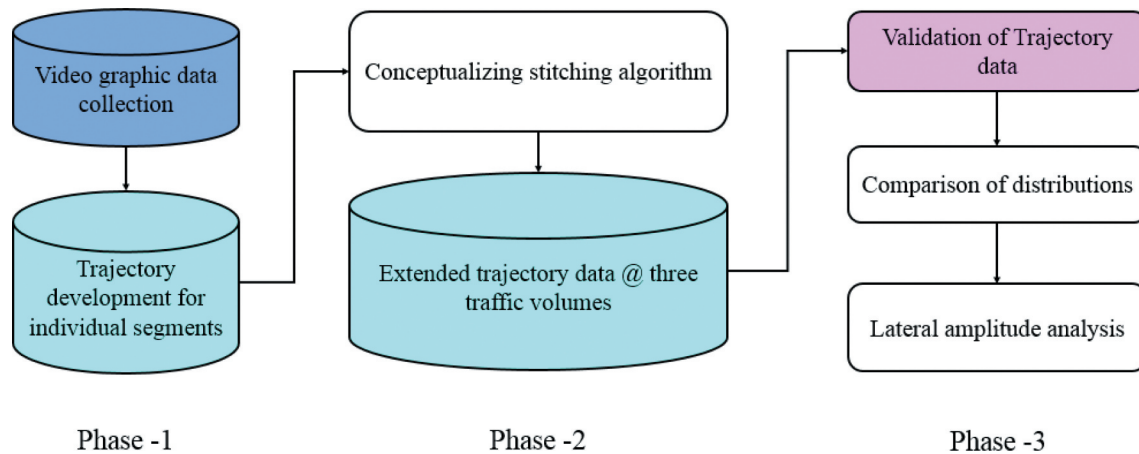 Video graphic data
collection
Trajectory
development for
individual segments
Conceptualizing stitching algorithm
Extended trajectory data @ three
traffic volumes
Validation of Trajectory
data
Comparison of distributions
Lateral amplitude analysis
Phase -1
Phase -2
Phase -3